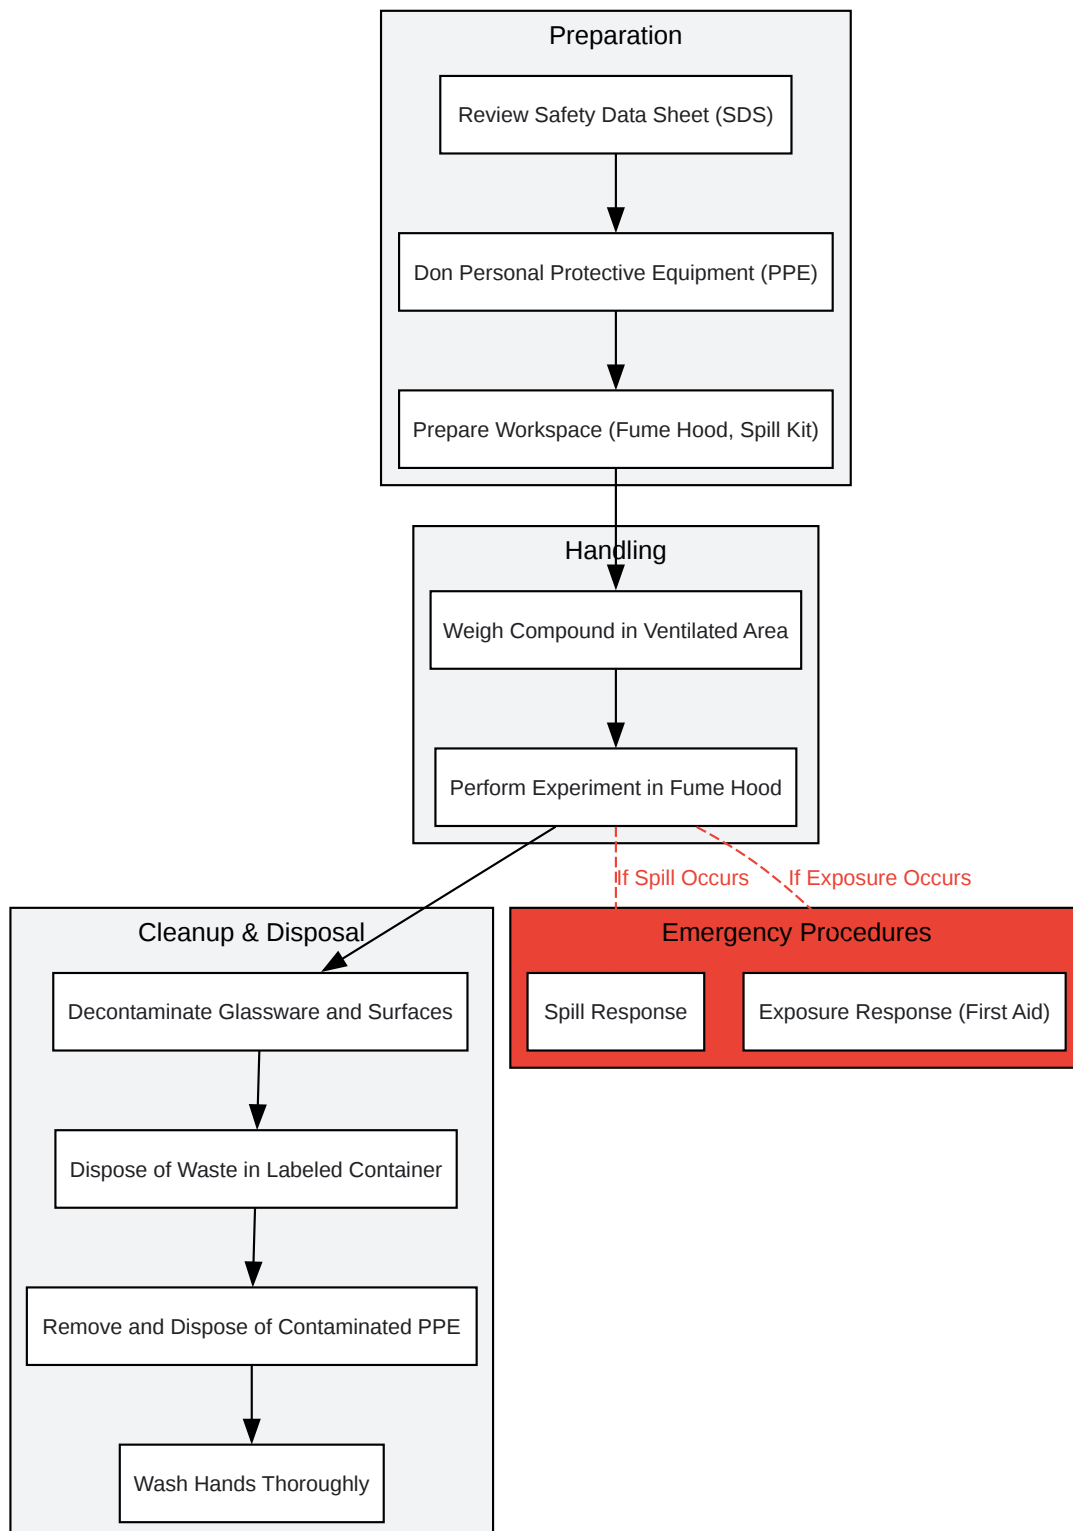 Preparation
Review Safety Data Sheet (SDS)
Don Personal Protective Equipment (PPE)
Prepare Workspace (Fume Hood, Spill Kit)
Handling
Weigh Compound in Ventilated Area
Perform Experiment in Fume Hood
If Spill Occurs
If Exposure Occurs
Cleanup & Disposal
Decontaminate Glassware and Surfaces
Dispose of Waste in Labeled Container
Remove and Dispose of Contaminated PPE
Wash Hands Thoroughly
Emergency Procedures
Spill Response
Exposure Response (First Aid)